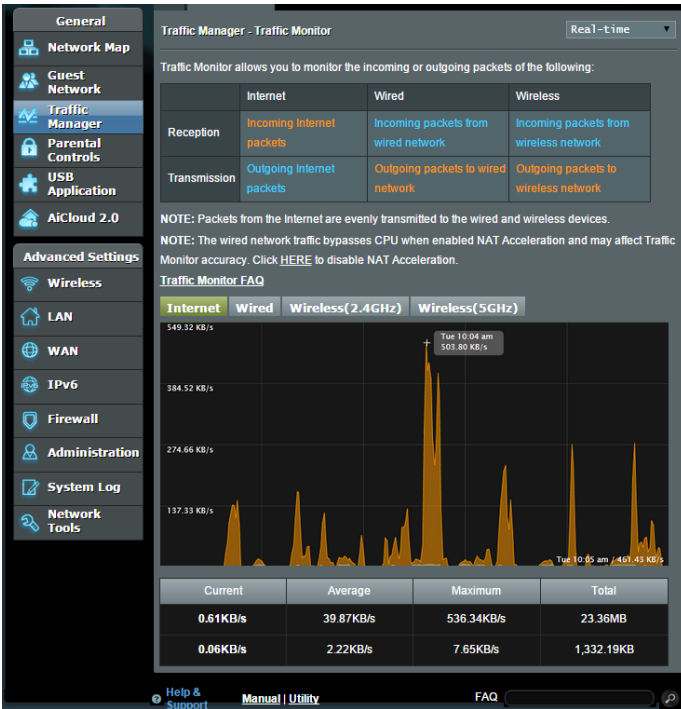 General
Network Map
Guest
Network
Traffic
Manager
Parental
Controls
USB
Application
AiCloud 2.0
Advanced Settings
Wireless
LAN
WAN
IPv6
Firewall
Administration
System Log
Network
Tools
Traffic Manager - Traffic Monitor
Real-time
Traffic Monitor allows you to monitor the incoming or outgoing packets of the following:
Internet Wired Wireless
Reception
Incoming Internet
packets
Incoming packets from
wired network
Incoming packets from
wireless network
Transmission
Outgoing Internet
packets
Outgoing packets to wired
network
Outgoing packets to
wireless network
NOTE: Packets from the Internet are evenly transmitted to the wired and wireless devices.
NOTE: The wired network traffic bypasses CPU when enabled NAT Acceleration and may affect Traffic
Monitor accuracy. Click HERE to disable NAT Acceleration.
Traffic Monitor FAQ
Internet Wired Wireless(2.4GHz) Wireless(5GHz)
549.32 KB/s
Tue 10:04 am
503.80 KB/s
384.52 KB/s
274.66 KB/s
137.33 KB/s
Tue 10:05 am / 461.43 KB/s
Current Average Maximum Total
0.61KB/s 39.87KB/s 536.34KB/s 23.36MB
0.06KB/s 2.22KB/s 7.65KB/s 1,332.19KB
Help &
Support
Manual | Utility
FAQ